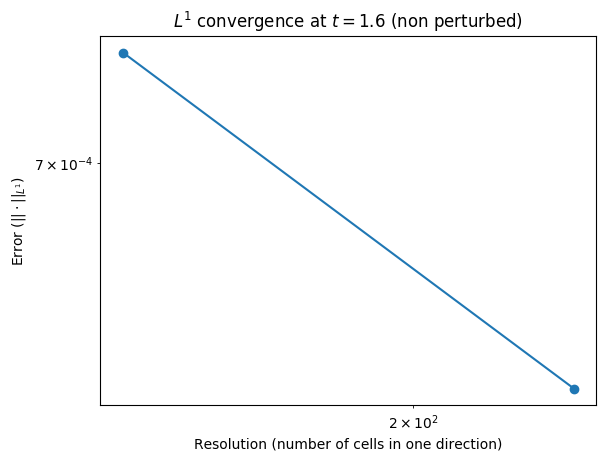 $L^1$ convergence at $t = 1.6$ (non perturbed)
Error ($||\cdot||_{L^1}$)
$7 \times 10^{-4}$
$2 \times 10^2$
Resolution (number of cells in one direction)